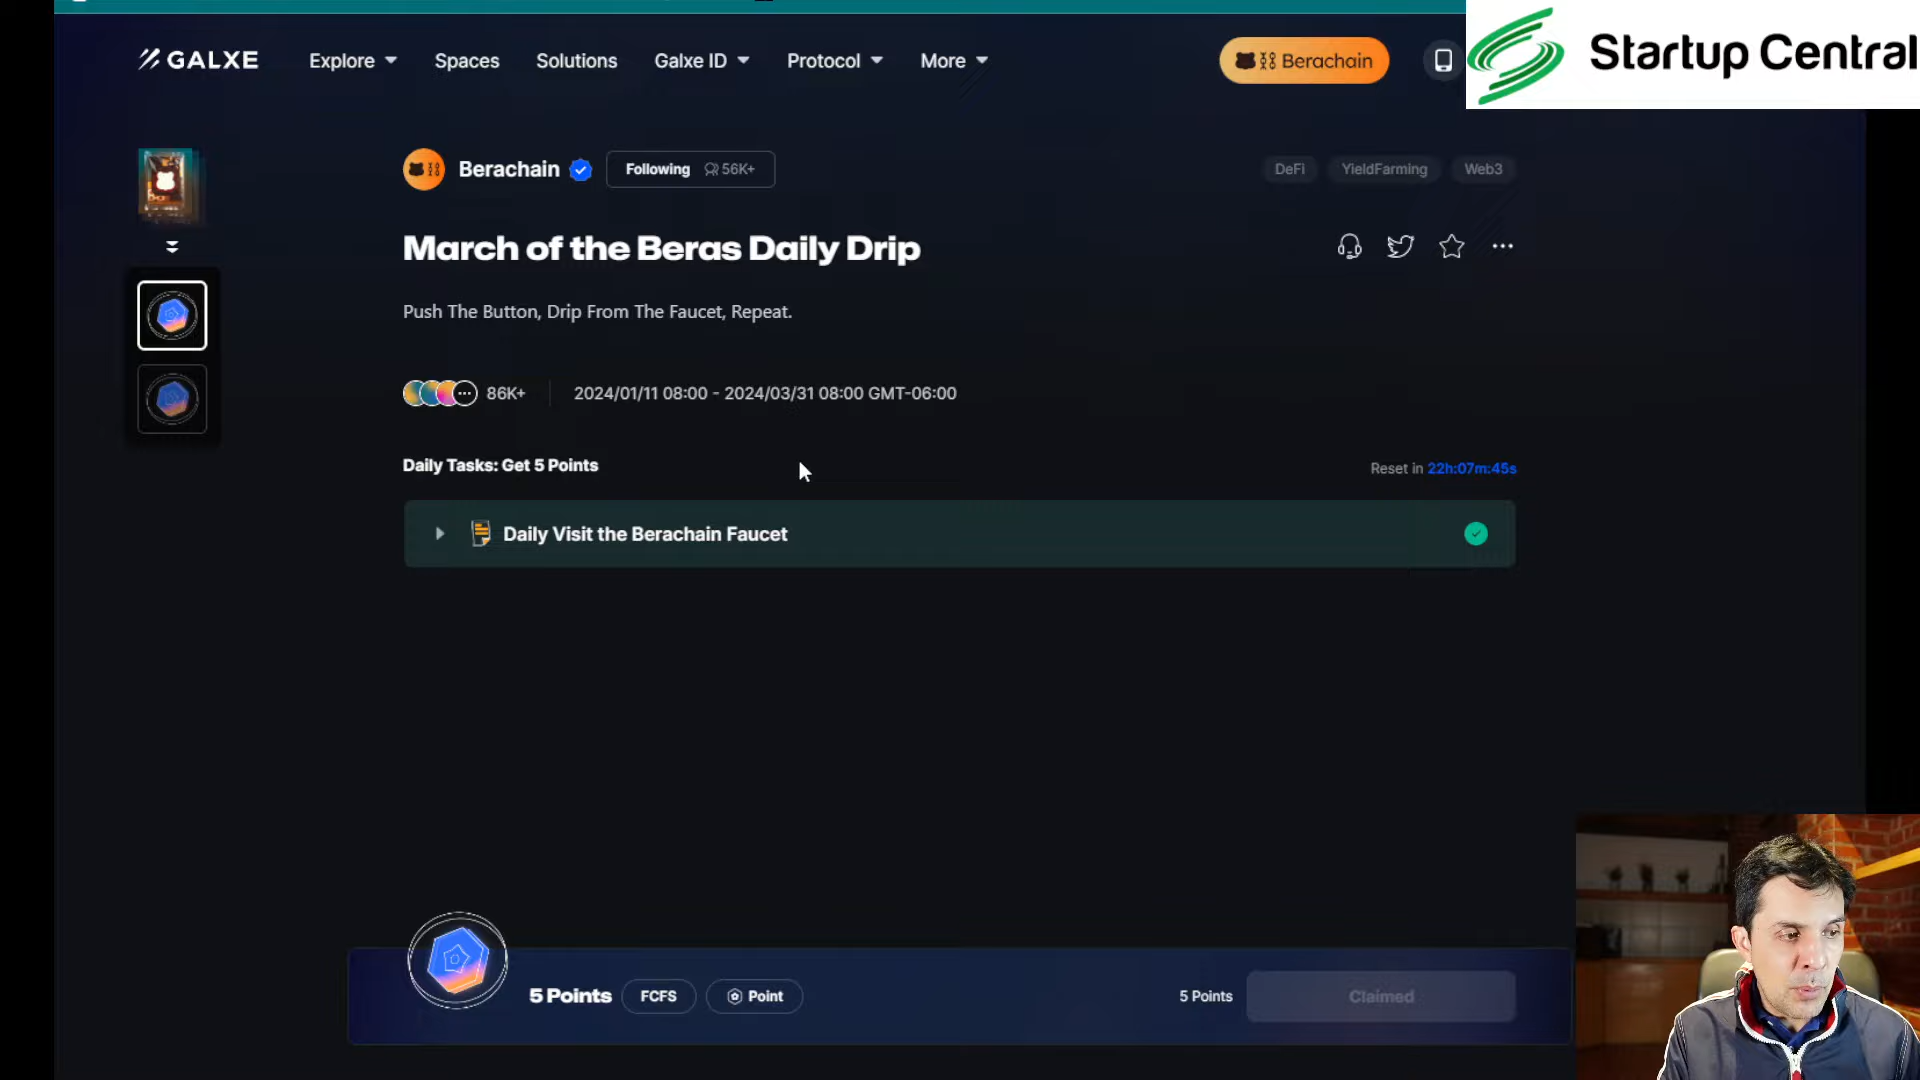 GALXE
Explore
Spaces
Solutions
Galxe ID
Protocol
More
Berachain
Startup Central
Berachain
Following 56K+
DeFi
YieldFarming
Web3
March of the Beras Daily Drip
Push The Button, Drip From The Faucet, Repeat.
86K+
2024/01/11 08:00 - 2024/03/31 08:00 GMT-06:00
Daily Tasks: Get 5 Points
Reset in 22h:07m:45s
Daily Visit the Berachain Faucet
5 Points
FCFS
Point
5 Points
Claimed